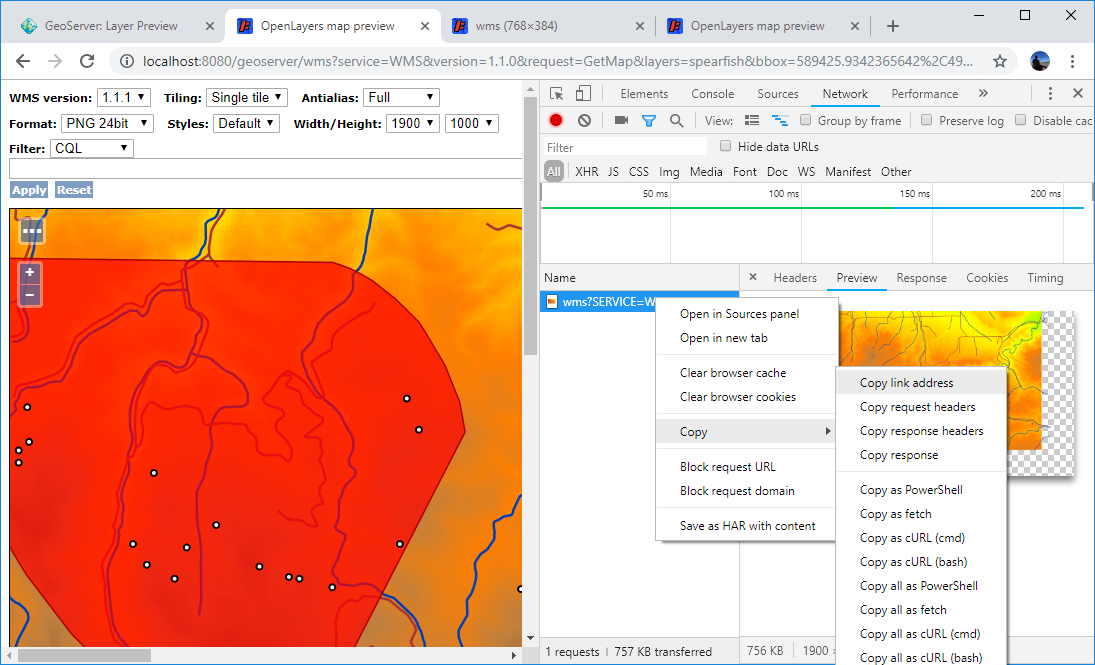 GeoServer: Layer Preview
OpenLayers map preview
wms (768×384)
OpenLayers map preview
localhost:8080/geoserver/wms?service=WMS&version=1.1.0&request=GetMap&layers=spearfish&bbox=589425.9342365642%2C49...
WMS version: 1.1.1 Tiling: Single tile Antialias: Full
Format: PNG 24bit Styles: Default Width/Height: 1900 1000
Filter: CQL
Apply Reset
Elements Console Sources Network Performance »
View: Group by frame Preserve log Disable cac
Filter Hide data URLs
All XHR JS CSS Img Media Font Doc WS Manifest Other
50 ms 100 ms 150 ms 200 ms
Name
Headers Preview Response Cookies Timing
wms?SERVICE=W
Open in Sources panel
Open in new tab
Clear browser cache
Clear browser cookies
Copy
Block request URL
Block request domain
Save as HAR with content
Copy link address
Copy request headers
Copy response headers
Copy response
Copy as PowerShell
Copy as fetch
Copy as cURL (cmd)
Copy as cURL (bash)
Copy all as PowerShell
Copy all as fetch
Copy all as cURL (cmd)
Copy all as cURL (bash)
1 requests | 757 KB transferred
756 KB 1900